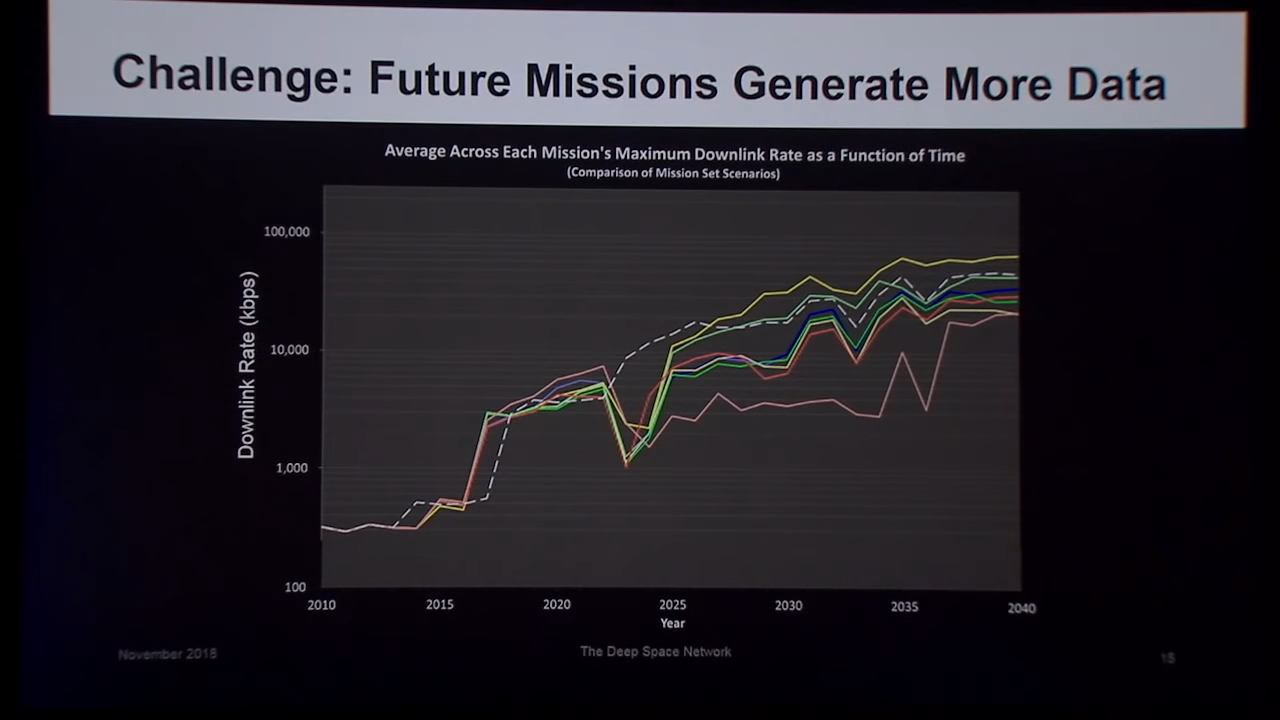 Challenge: Future Missions Generate More Data
Average Across Each Mission's Maximum Downlink Rate as a Function of Time
(Comparison of Mission Set Scenarios)
Downlink Rate (kbps)
100,000
10,000
1,000
100
2010 2015 2020 2025 2030 2035 2040
Year
November 2018
The Deep Space Network
15